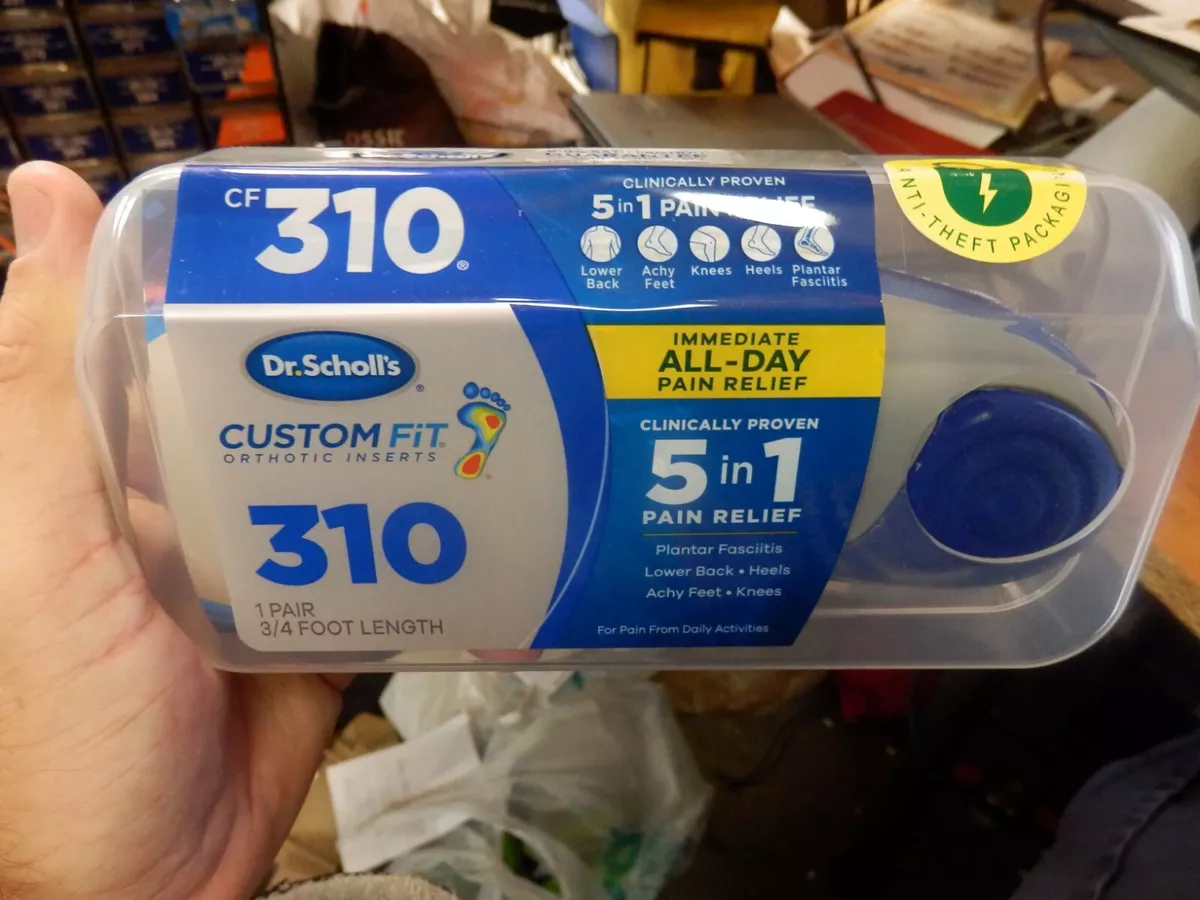 CF 310®
CLINICALLY PROVEN
5 in 1 PAIN RELIEF
Lower Back
Achy Feet
Knees
Heels
Plantar Fasciitis
ANTI-THEFT PACKAGI
Dr.Scholl's®
CUSTOM FiT®
ORTHOTIC INSERTS
310
1 PAIR
3/4 FOOT LENGTH
IMMEDIATE
ALL-DAY
PAIN RELIEF
CLINICALLY PROVEN
5 in 1
PAIN RELIEF
Plantar Fasciitis
Lower Back • Heels
Achy Feet • Knees
For Pain From Daily Activities